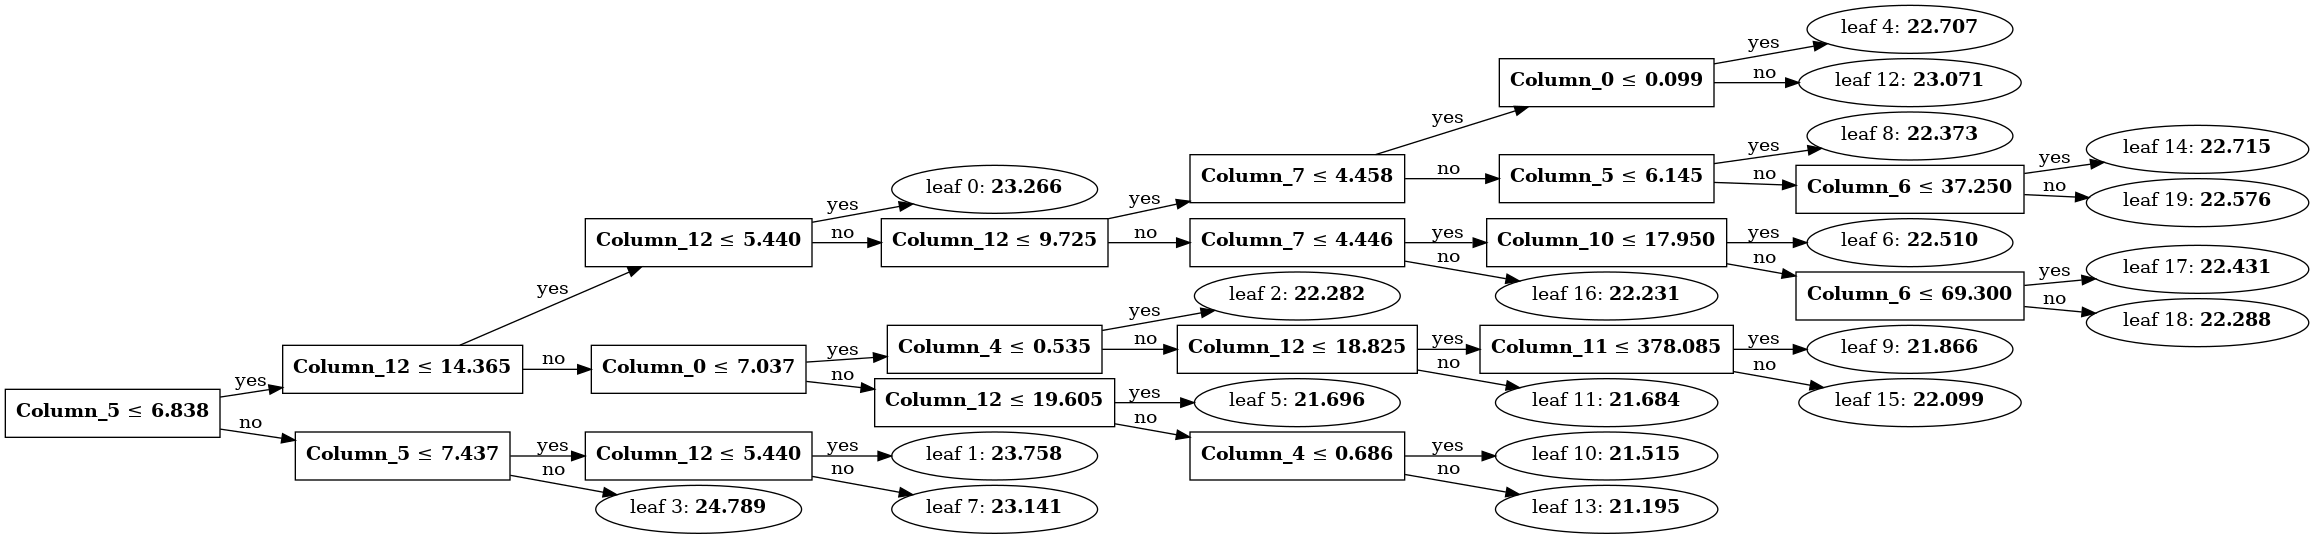 Column_5 ≤ 6.838
yes
no
Column_12 ≤ 14.365
yes
no
Column_12 ≤ 5.440
yes
no
leaf 0: 23.266
Column_12 ≤ 9.725
yes
no
Column_7 ≤ 4.458
yes
no
Column_0 ≤ 0.099
yes
no
leaf 4: 22.707
leaf 12: 23.071
Column_5 ≤ 6.145
yes
no
leaf 8: 22.373
Column_6 ≤ 37.250
yes
no
leaf 14: 22.715
leaf 19: 22.576
Column_7 ≤ 4.446
yes
no
Column_10 ≤ 17.950
yes
no
leaf 6: 22.510
Column_6 ≤ 69.300
yes
no
leaf 17: 22.431
leaf 18: 22.288
leaf 16: 22.231
Column_0 ≤ 7.037
yes
no
Column_4 ≤ 0.535
yes
no
leaf 2: 22.282
Column_12 ≤ 18.825
yes
no
Column_11 ≤ 378.085
yes
no
leaf 9: 21.866
leaf 15: 22.099
leaf 11: 21.684
Column_12 ≤ 19.605
yes
no
leaf 5: 21.696
Column_4 ≤ 0.686
yes
no
leaf 10: 21.515
leaf 13: 21.195
Column_5 ≤ 7.437
yes
no
Column_12 ≤ 5.440
yes
no
leaf 1: 23.758
leaf 7: 23.141
leaf 3: 24.789